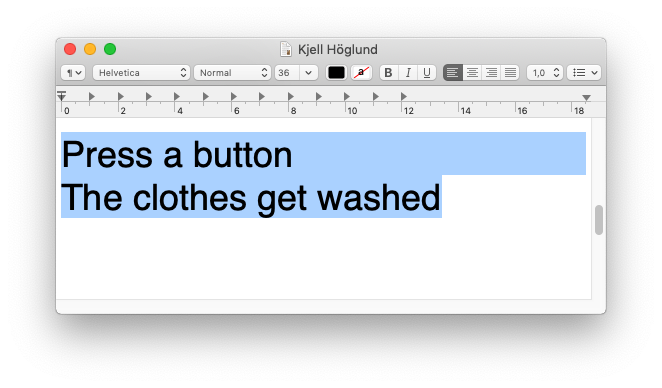 Kjell Höglund
¶ Helvetica Normal 36 a B I U 1,0
0 2 4 6 8 10 12 14 16 18
Press a button
The clothes get washed